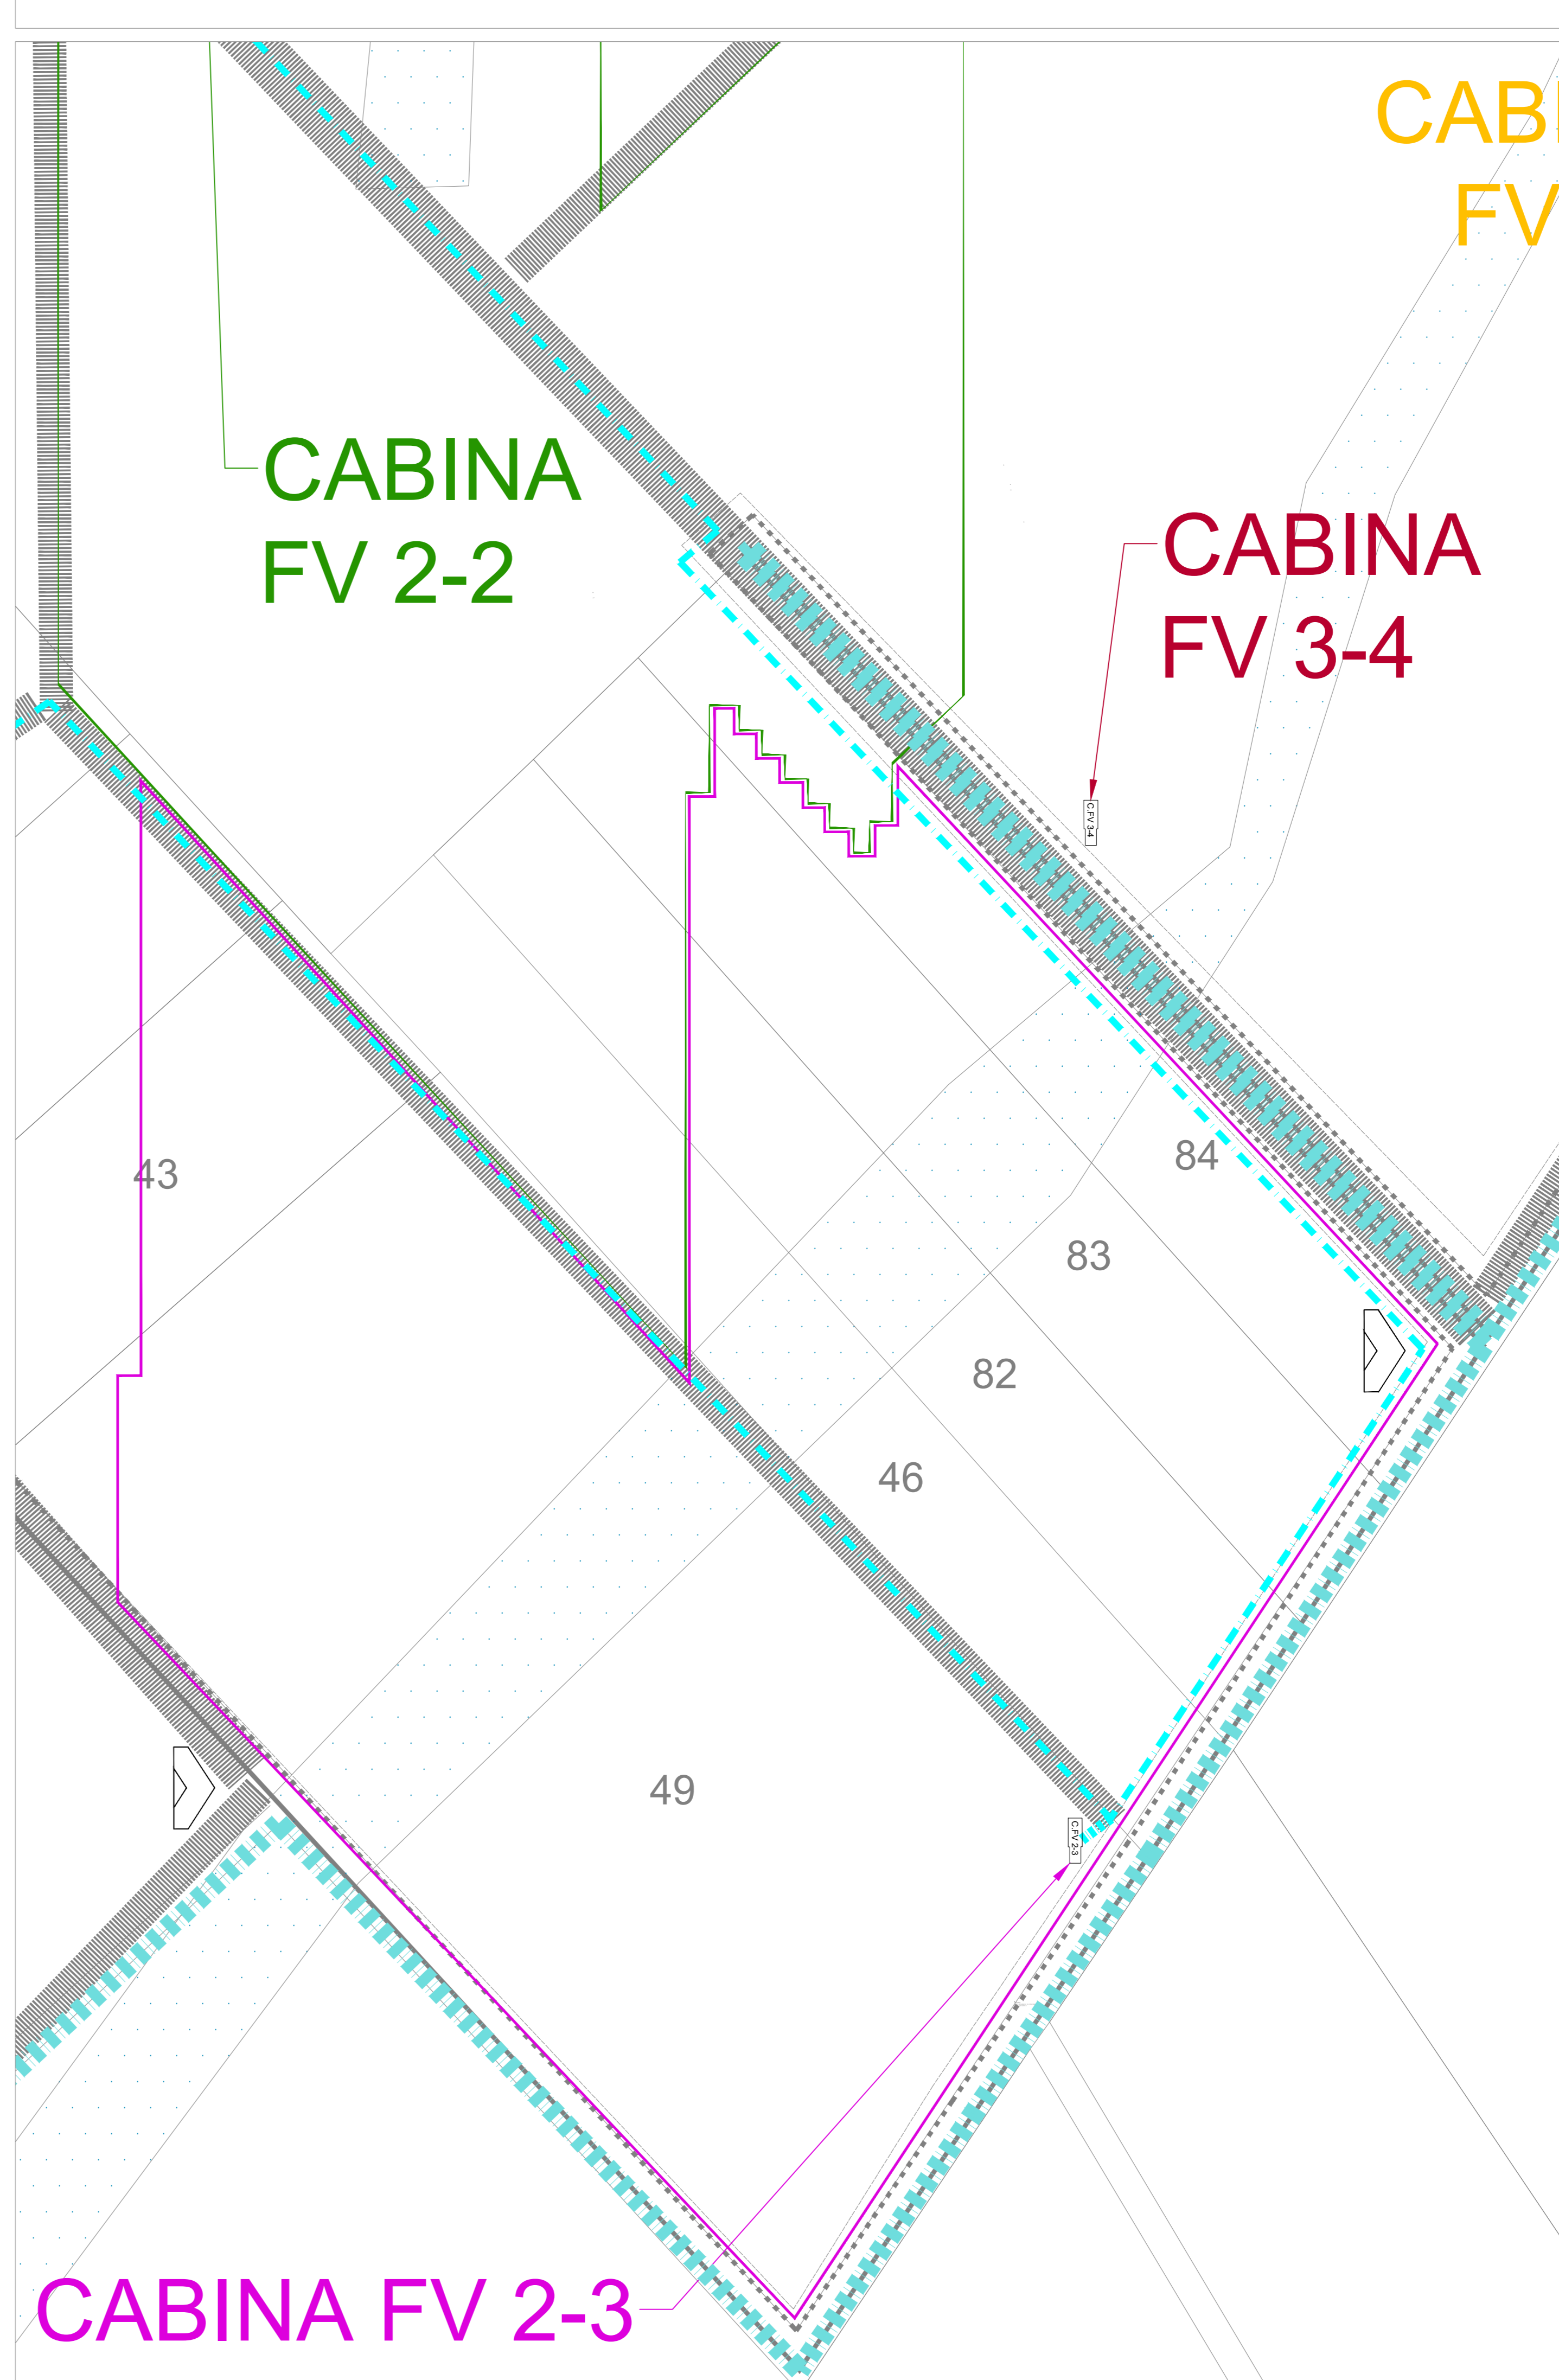 CABI
FV
CABINA
FV 2-2
CABINA
FV 3-4
C.FV 3-4
84
43
83
82
46
49
C.FV 2-3
CABINA FV 2-3